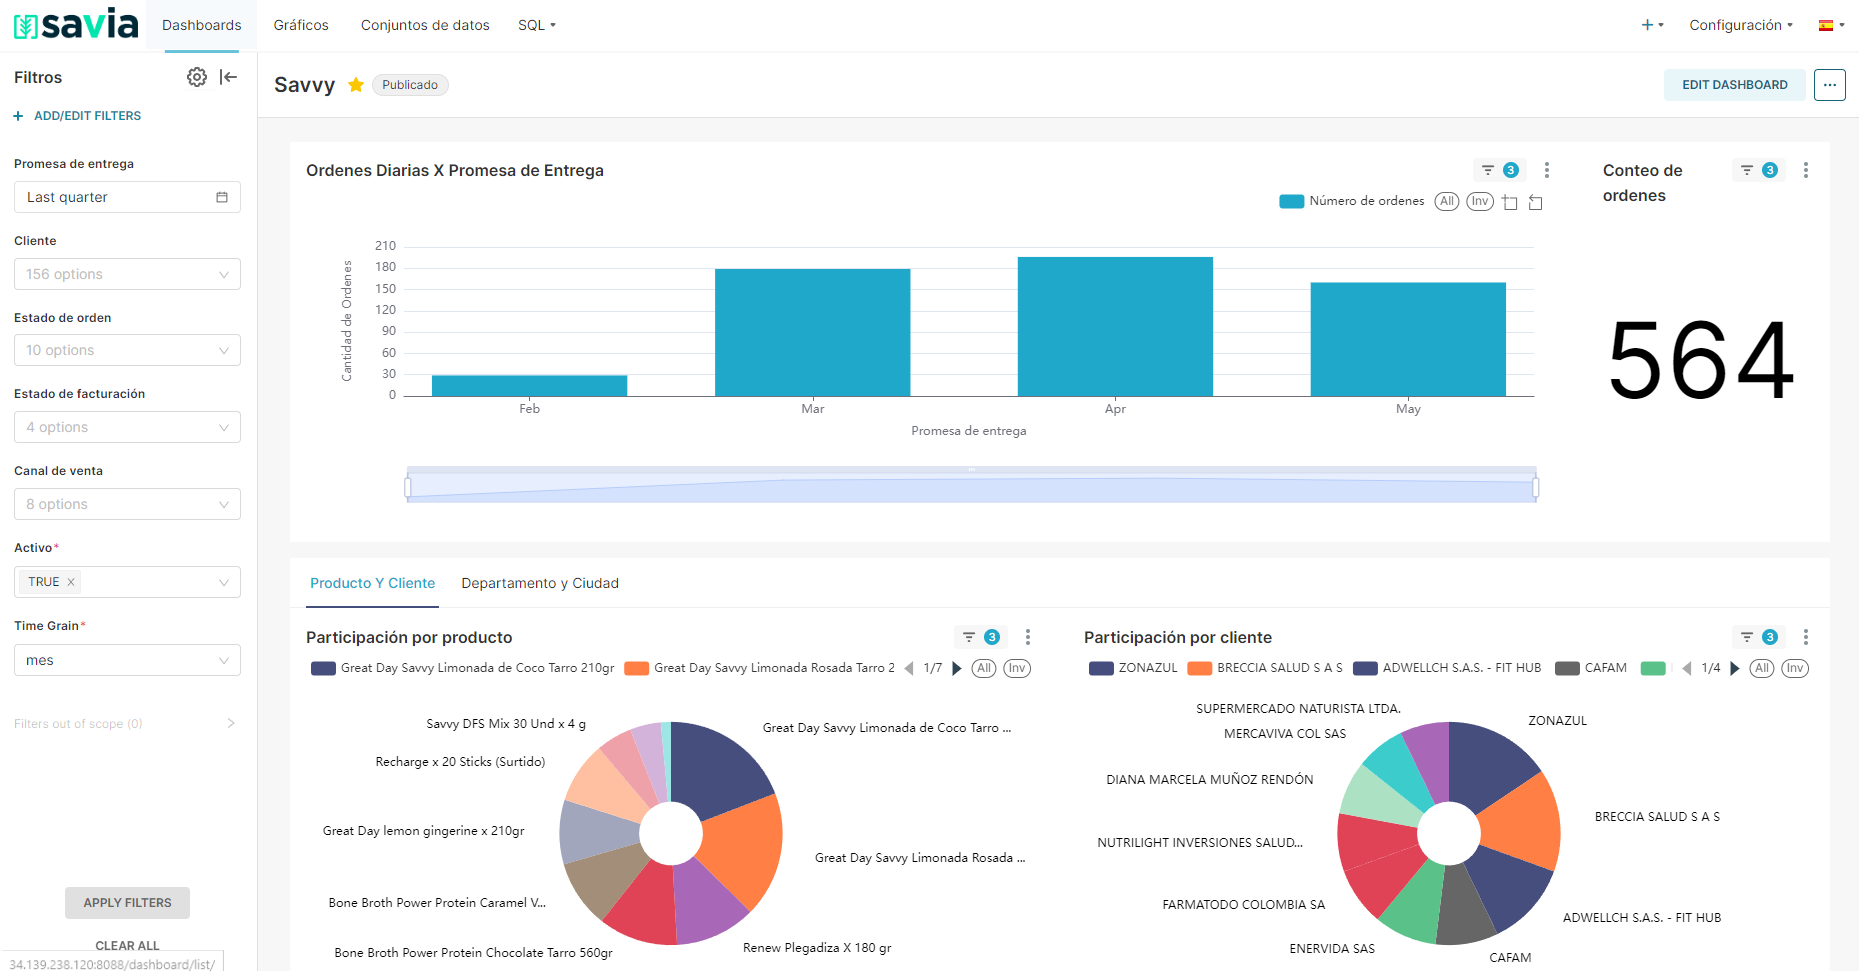 savia
Dashboards
Gráficos
Conjuntos de datos
SQL
+
Configuración
Filtros
+ ADD/EDIT FILTERS
Promesa de entrega
Last quarter
Cliente
156 options
Estado de orden
10 options
Estado de facturación
4 options
Canal de venta
8 options
Activo*
TRUE x
Time Grain*
mes
Filters out of scope (0)
APPLY FILTERS
CLEAR ALL
34.139.238.120:8088/dashboard/list/
Savvy
Publicado
EDIT DASHBOARD
...
Ordenes Diarias X Promesa de Entrega
3
Número de ordenes
All
Inv
Cantidad de Ordenes
210
180
150
120
90
60
30
0
Feb
Mar
Apr
May
Promesa de entrega
Conteo de
ordenes
3
564
Producto Y Cliente
Departamento y Ciudad
Participación por producto
3
Great Day Savvy Limonada de Coco Tarro 210gr
Great Day Savvy Limonada Rosada Tarro 2
1/7
All
Inv
Savvy DFS Mix 30 Und x 4 g
Great Day Savvy Limonada de Coco Tarro ...
Recharge x 20 Sticks (Surtido)
Great Day lemon gingerine x 210gr
Great Day Savvy Limonada Rosada ...
Bone Broth Power Protein Caramel V...
Renew Plegadiza X 180 gr
Bone Broth Power Protein Chocolate Tarro 560gr
Participación por cliente
3
ZONAZUL
BRECCIA SALUD S A S
ADWELLCH S.A.S. - FIT HUB
CAFAM
1/4
All
Inv
SUPERMERCADO NATURISTA LTDA.
ZONAZUL
MERCAVIVA COL SAS
DIANA MARCELA MUÑOZ RENDÓN
BRECCIA SALUD S A S
NUTRILIGHT INVERSIONES SALUD...
FARMATODO COLOMBIA SA
ADWELLCH S.A.S. - FIT HUB
ENERVIDA SAS
CAFAM